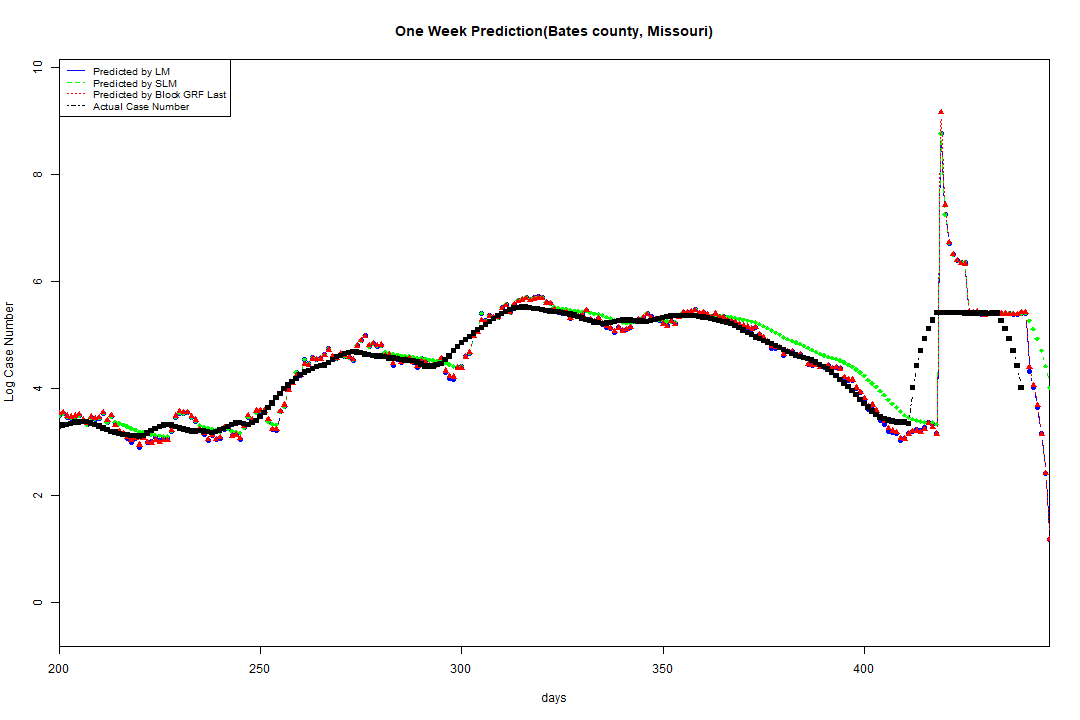 One Week Prediction(Bates county, Missouri)
Predicted by LM
Predicted by SLM
Predicted by Block GRF Last
Actual Case Number
10
8
6
4
2
0
Log Case Number
200 250 300 350 400
days